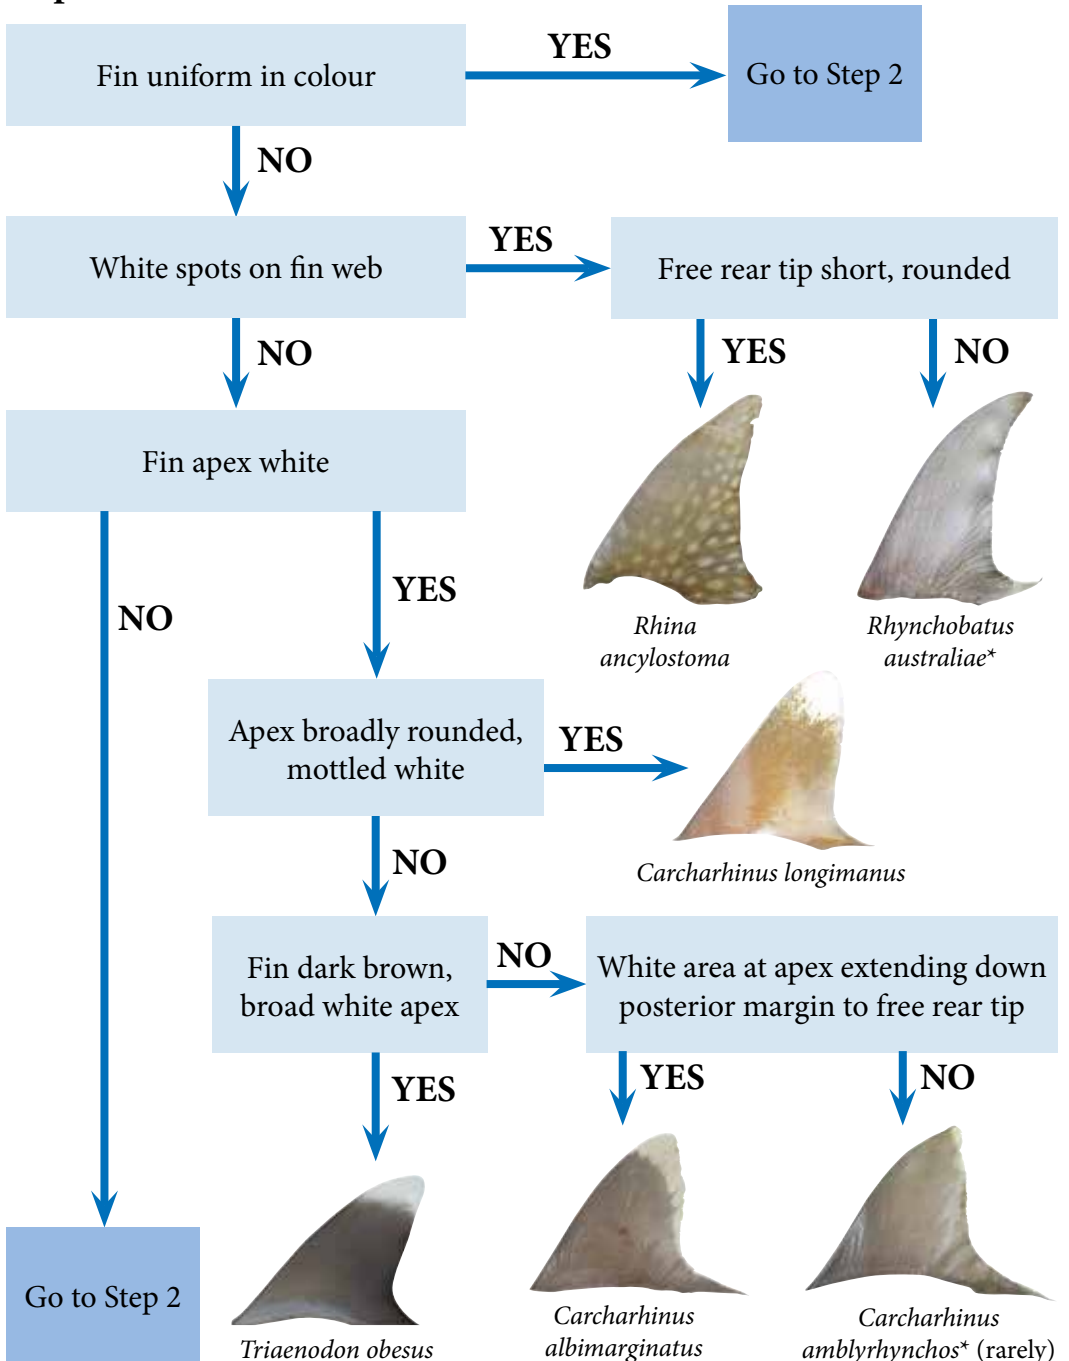 Fin uniform in colour
YES
Go to Step 2
NO
White spots on fin web
YES
Free rear tip short, rounded
NO
YES
NO
Fin apex white
Rhina
ancylostoma
Rhynchobatus
australiae*
NO
YES
Apex broadly rounded,
mottled white
YES
Carcharhinus longimanus
NO
Fin dark brown,
broad white apex
NO
White area at apex extending down
posterior margin to free rear tip
YES
YES
NO
Go to Step 2
Triaenodon obesus
Carcharhinus
albimarginatus
Carcharhinus
amblyrhynchos* (rarely)